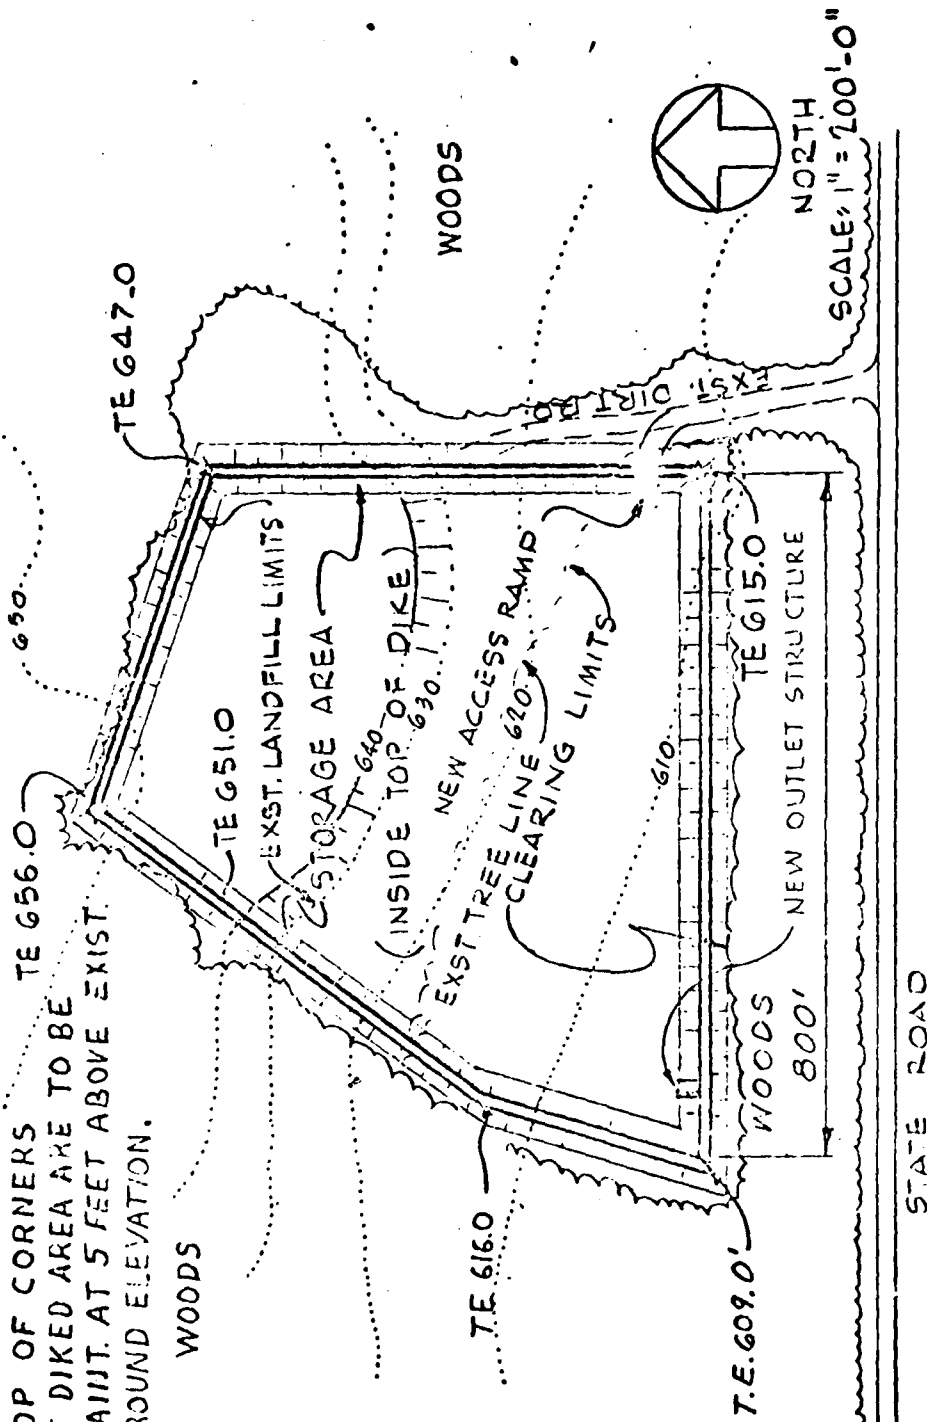 OP OF CORNERS
DIKED AREA ARE TO BE
AINT. AT 5 FEET ABOVE EXIST.
ROUND ELEVATION.
TE 656.0
TE 647.0
650
WOODS
TE 651.0
EXST. LANDFILL LIMITS
STORAGE AREA
(INSIDE TOP OF DIKE)
640
630
NEW ACCESS RAMP
EXST TREE LINE
620
CLEARING LIMITS
610
TE 616.0
T.E. 609.0'
TE 615.0
NEW OUTLET STRUCTURE
WOODS
800'
EXST. DIRT RD
WOODS
NORTH
SCALE: 1" = 200'-0"
STATE ROAD